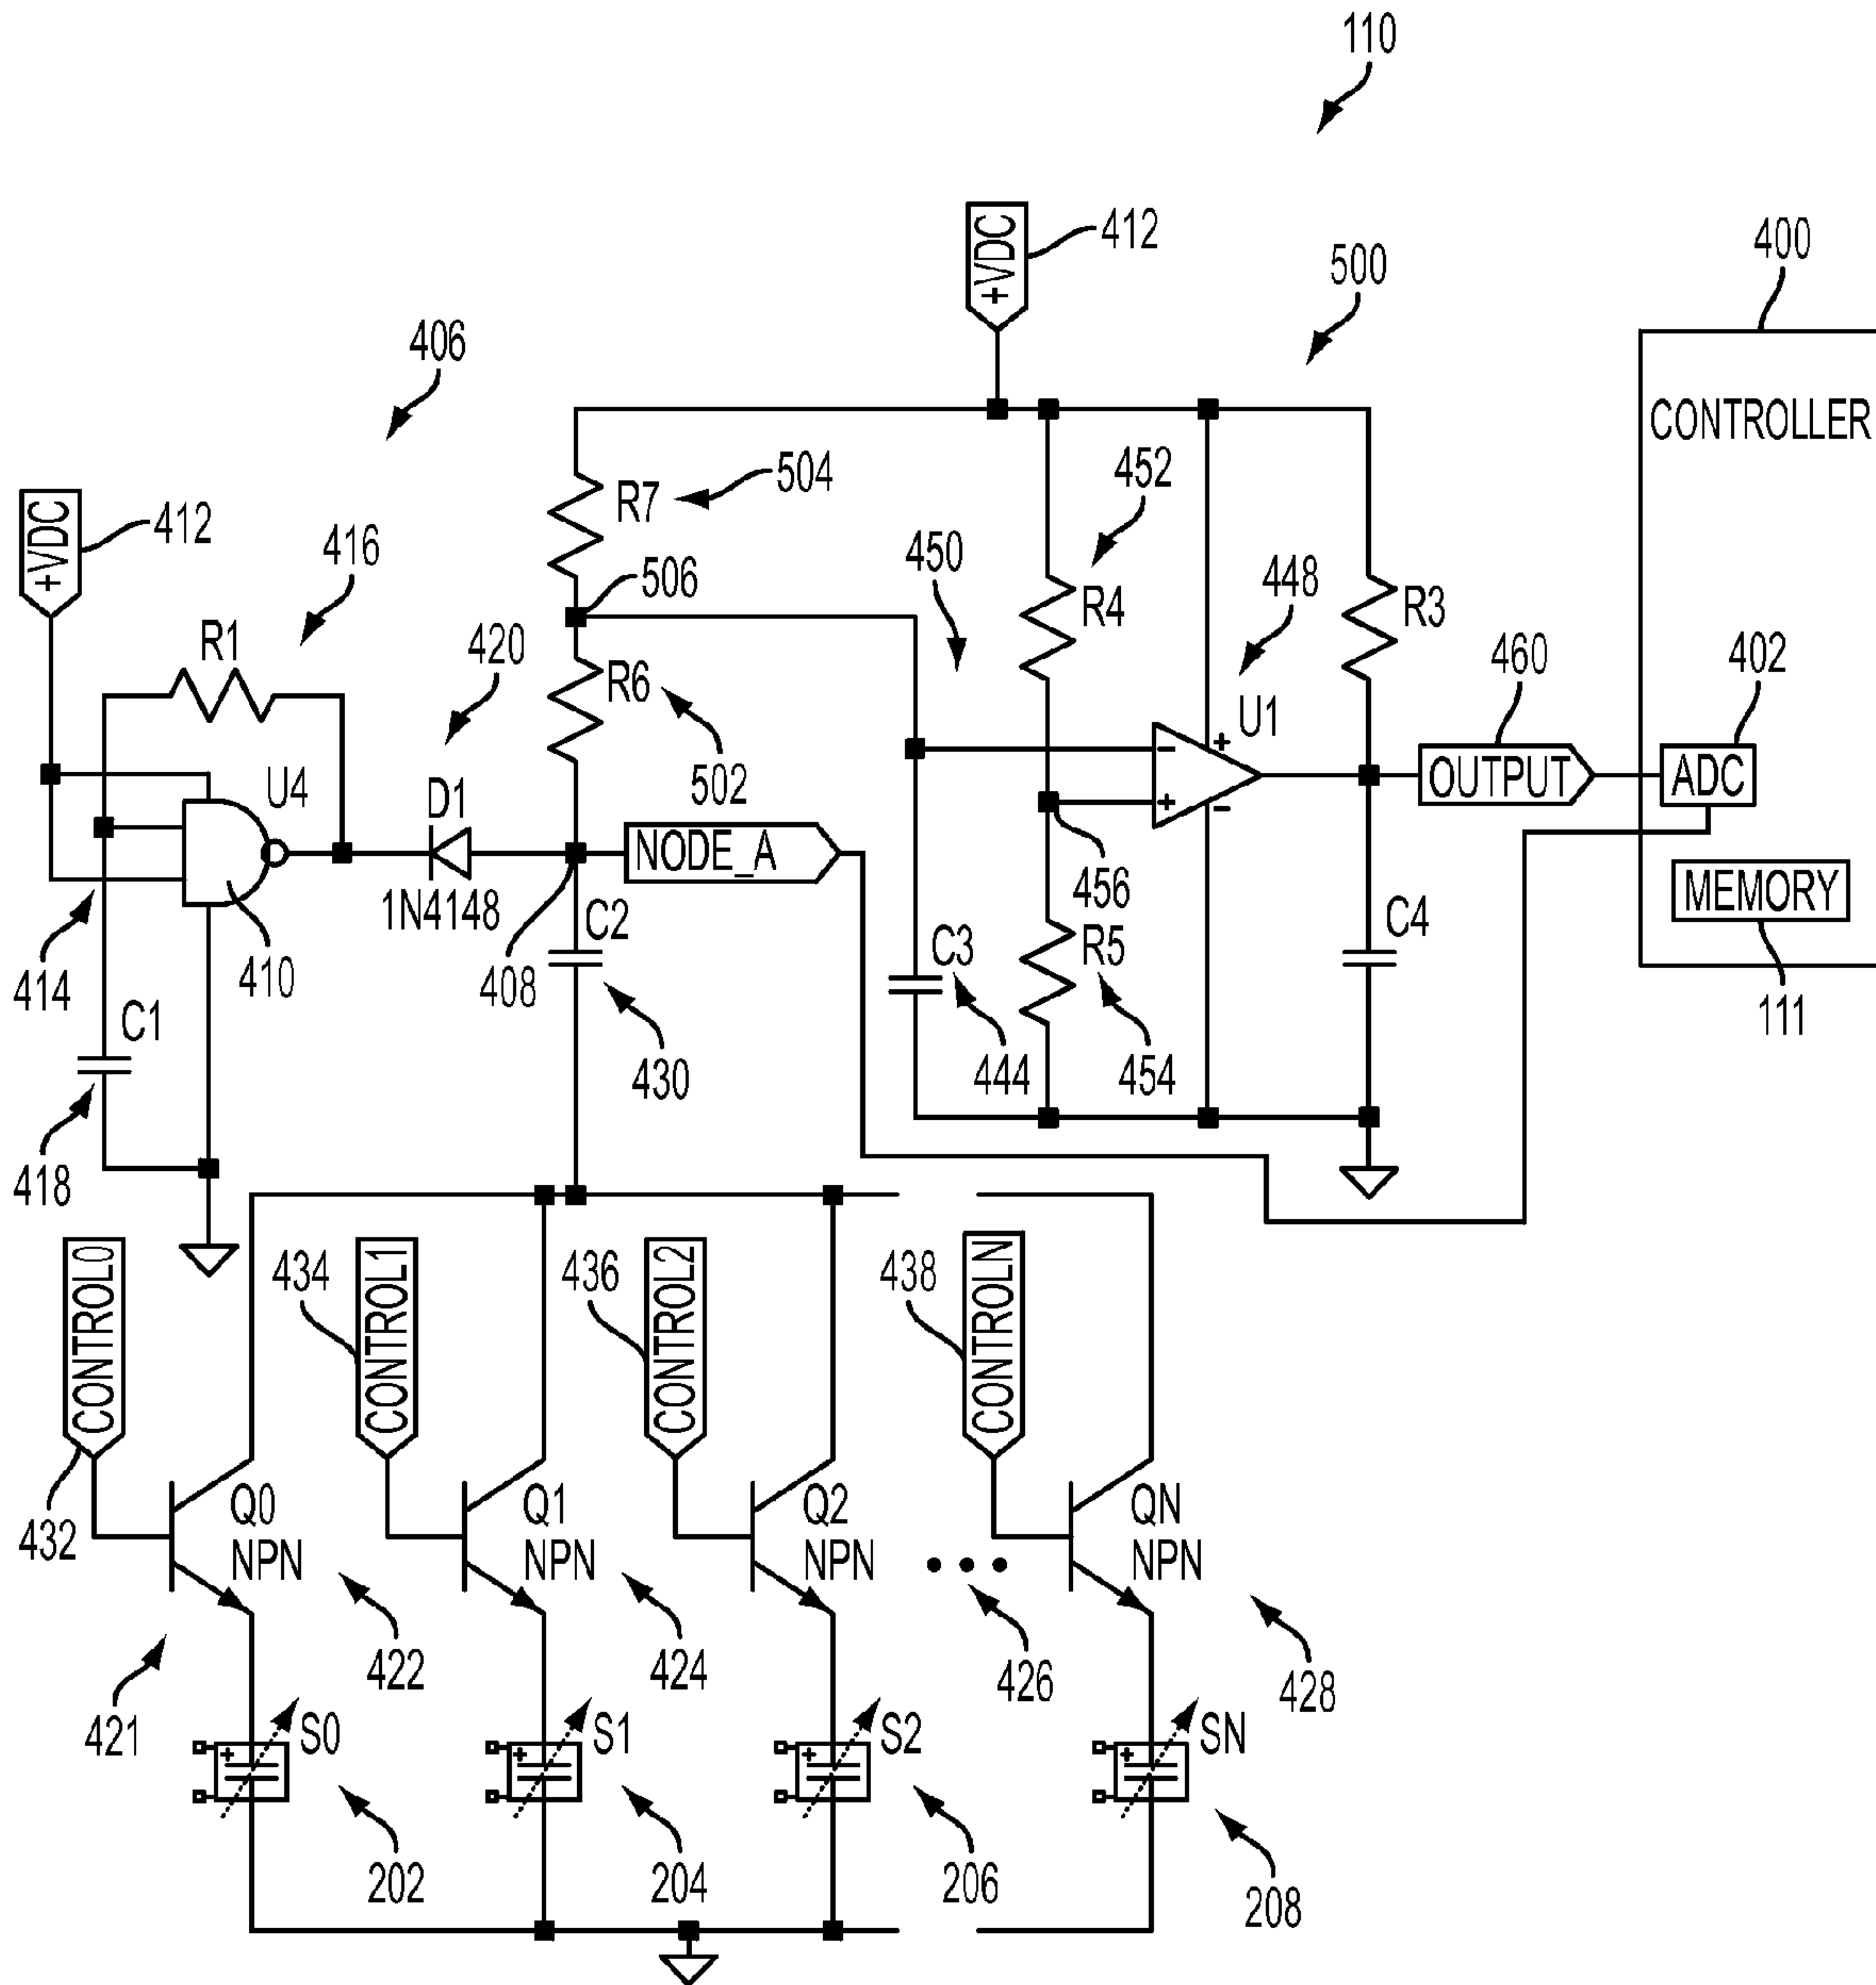 110
+VDC
412
500
400
406
CONTROLLER
R7
504
452
+VDC
412
416
450
448
506
R4
R3
R1
420
460
402
R6
U1
U4
D1
502
OUTPUT
ADC
NODE_A
1N4148
456
MEMORY
C2
C4
414
410
408
C3
R5
C1
430
444
454
111
418
CONTROL0
434
CONTROL1
436
CONTROL2
438
CONTROLN
432
Q0
NPN
Q1
NPN
Q2
NPN
QN
NPN
421
422
424
426
428
S0
S1
S2
SN
202
204
206
208